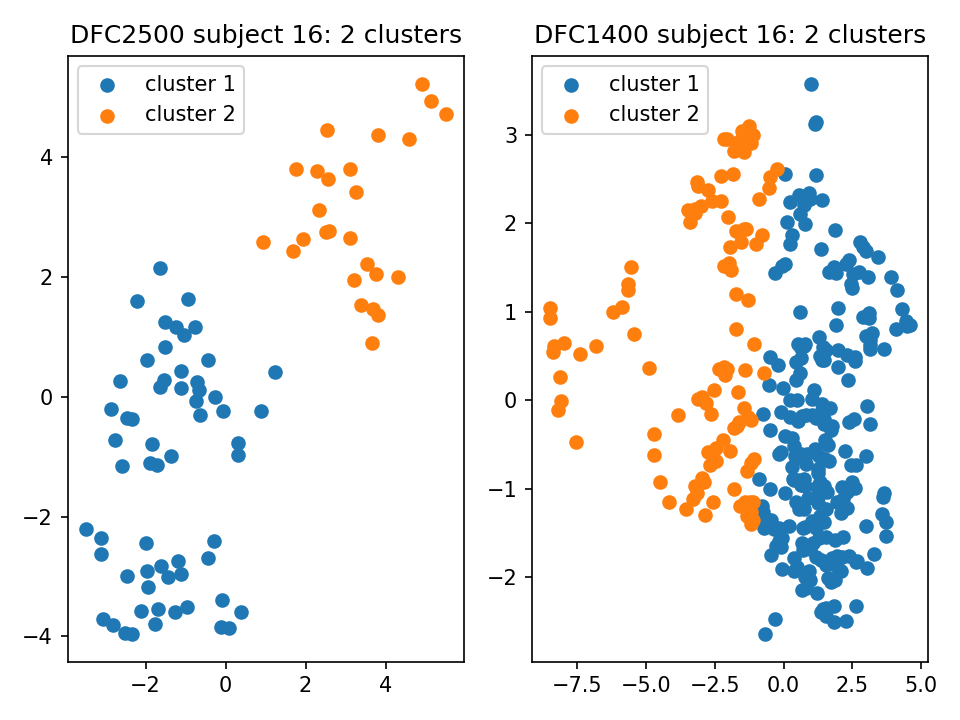 DFC2500 subject 16: 2 clusters
cluster 1
cluster 2
4
2
0
−2
−4
−2 0 2 4
DFC1400 subject 16: 2 clusters
cluster 1
cluster 2
3
2
1
0
−1
−2
−7.5 −5.0 −2.5 0.0 2.5 5.0